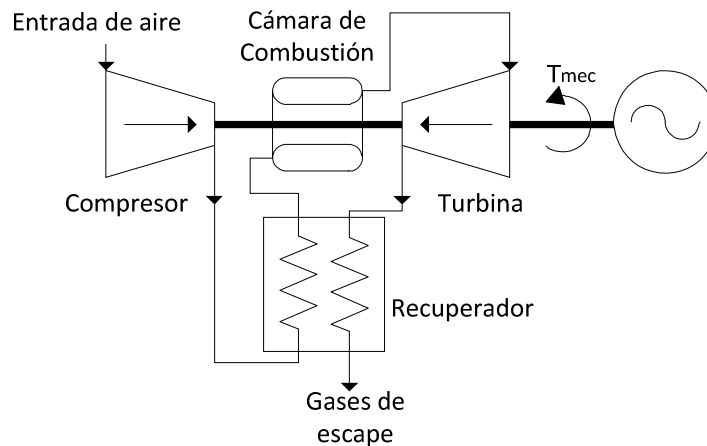 Entrada de aire
Cámara de
Combustión
Tmec
Compresor
Turbina
Recuperador
Gases de
escape